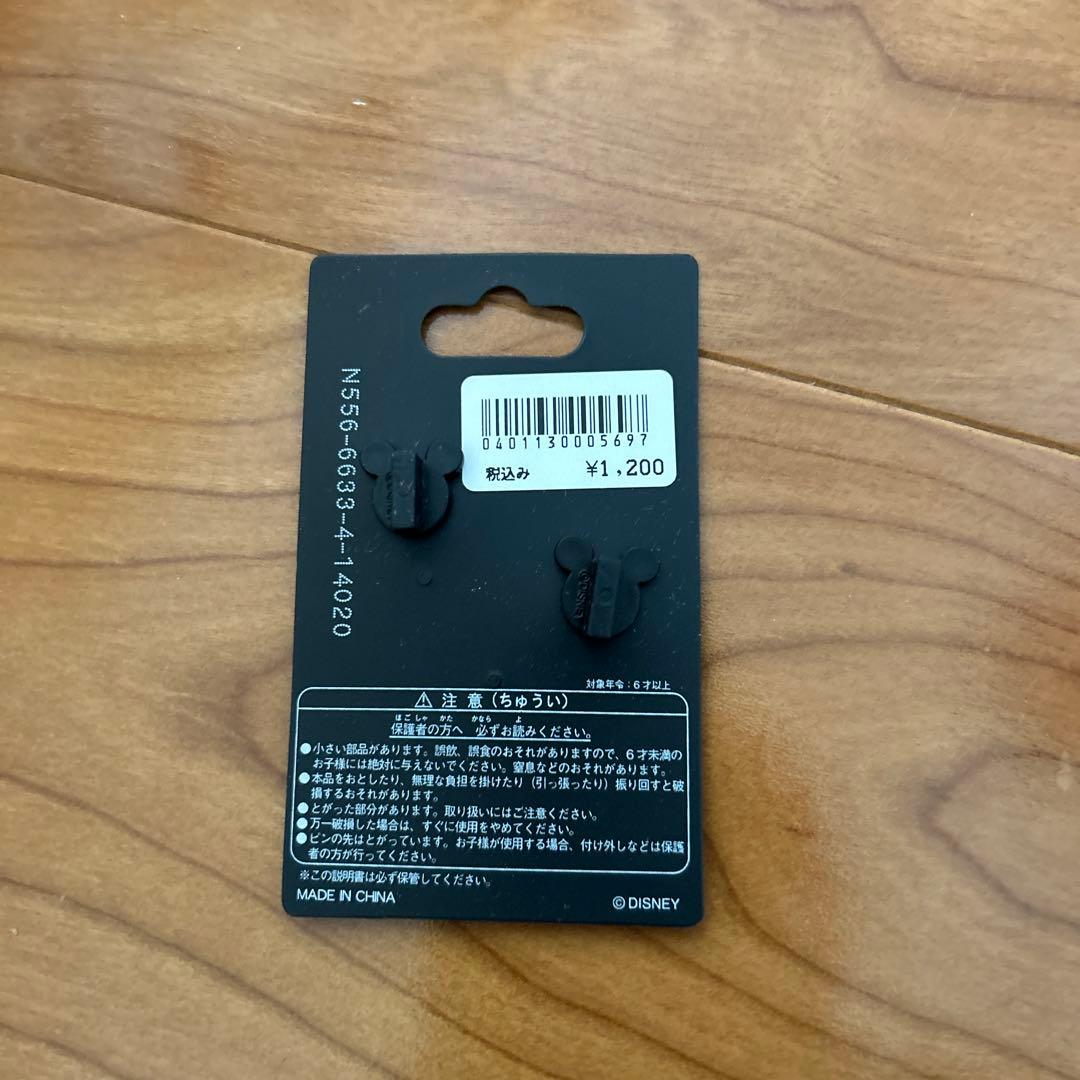 N556-6633-4-14020
0401130005697
税込み ¥1,200
©DISNEY
対象年令：6才以上
⚠注意（ちゅうい）
ほごしゃ かた かなら よ
保護者の方へ 必ずお読みください。
●小さい部品があります。誤飲、誤食のおそれがありますので、6才未満の
お子様には絶対に与えないでください。窒息などのおそれがあります。
●本品をおとしたり、無理な負担を掛けたり（引っ張ったり）振り回すと破
損するおそれがあります。
●とがった部分があります。取り扱いにはご注意ください。
●万一破損した場合は、すぐに使用をやめてください。
●ピンの先はとがっています。お子様が使用する場合、付け外しなどは保護
者の方が行ってください。
※この説明書は必ず保管してください。
MADE IN CHINA
©DISNEY